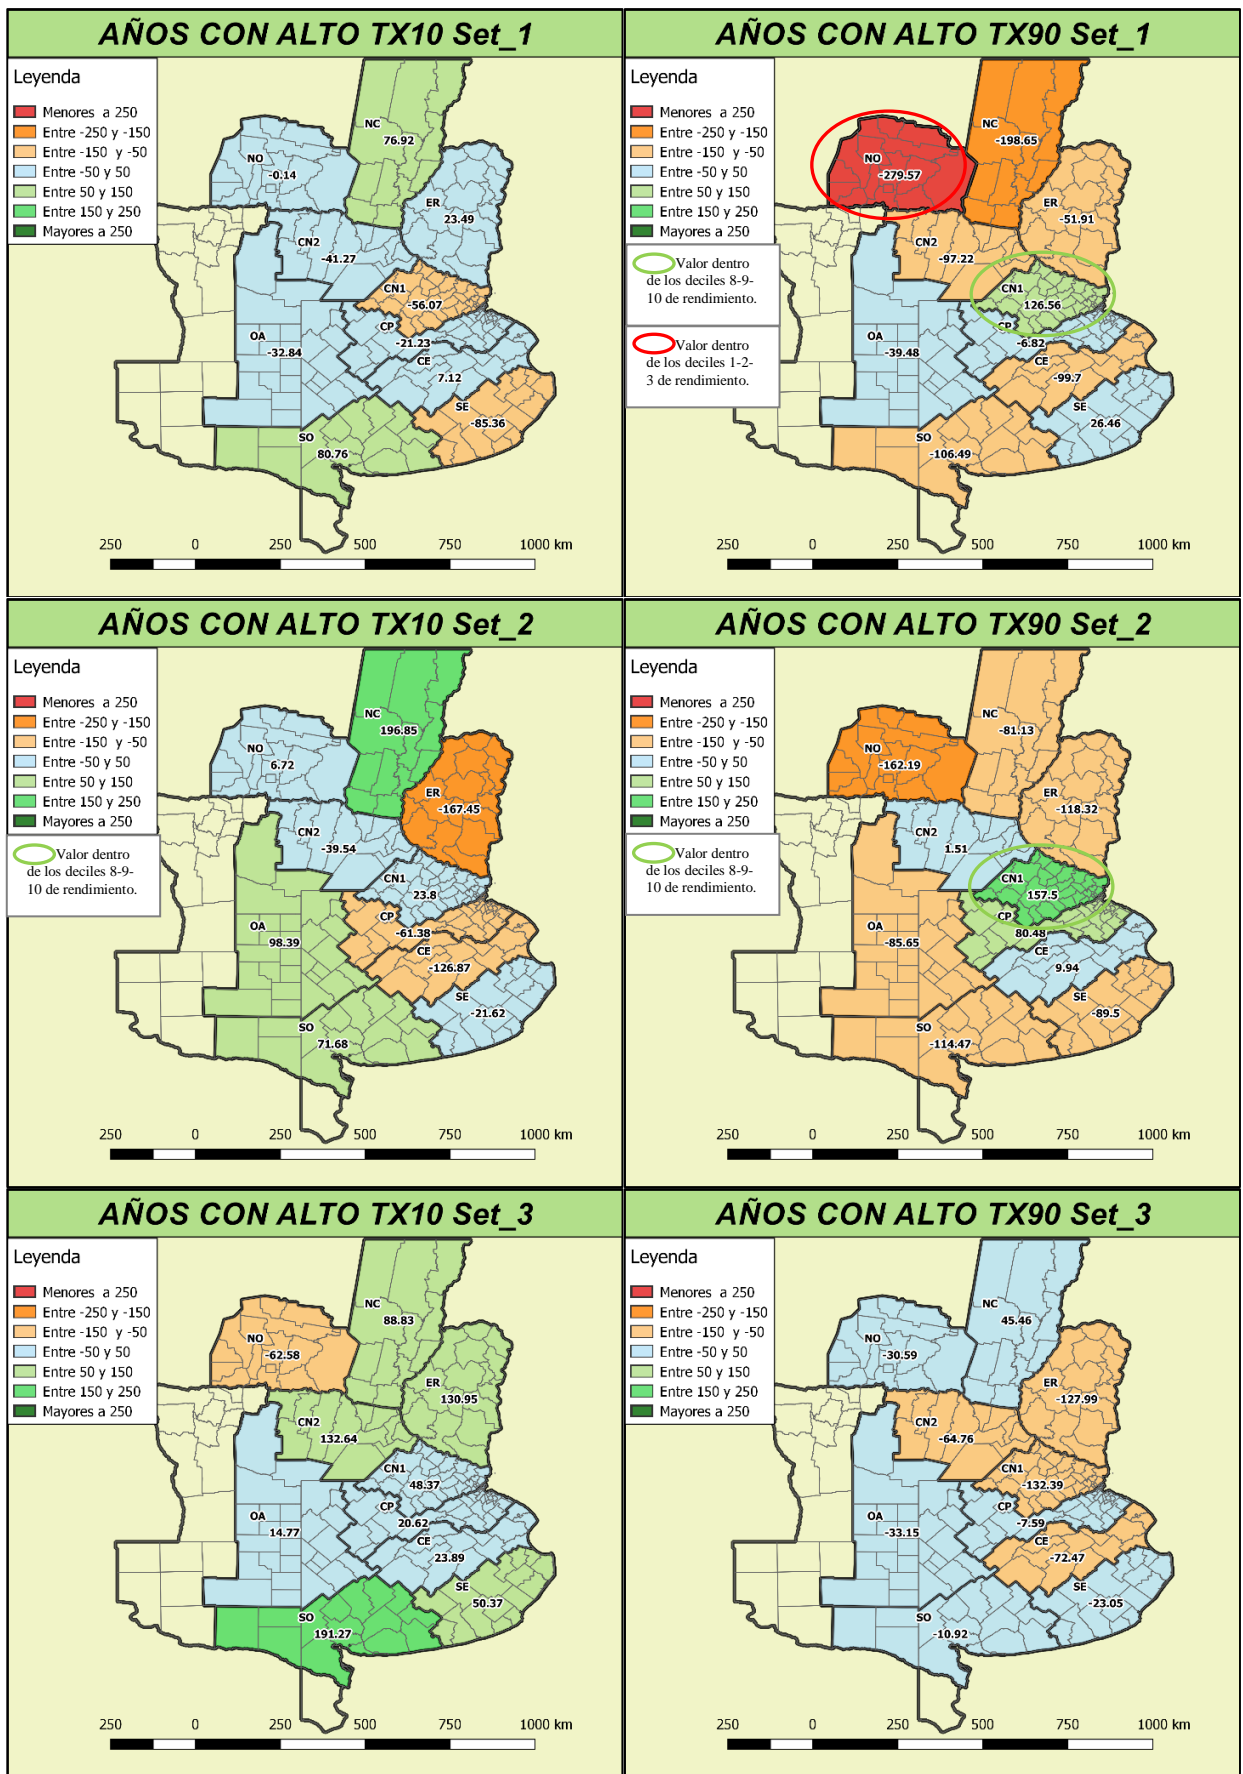 AÑOS CON ALTO TX10 Set_1
Leyenda
Menores a 250
Entre -250 y -150
Entre -150 y -50
Entre -50 y 50
Entre 50 y 150
Entre 150 y 250
Mayores a 250
NC
76.92
NO
-0.14
ER
23.49
CN2
-41.27
CN1
-56.07
CP
-21.23
OA
-32.84
CE
7.12
SE
-85.36
SO
80.76
250 0 250 500 750 1000 km
AÑOS CON ALTO TX90 Set_1
Leyenda
Menores a 250
Entre -250 y -150
Entre -150 y -50
Entre -50 y 50
Entre 50 y 150
Entre 150 y 250
Mayores a 250
Valor dentro
de los deciles 8-9-
10 de rendimiento.
Valor dentro
de los deciles 1-2-
3 de rendimiento.
NC
-198.65
NO
-279.57
ER
-51.91
CN2
-97.22
CN1
126.56
CP
-6.82
OA
-39.48
CE
-99.7
SE
26.46
SO
-106.49
250 0 250 500 750 1000 km
AÑOS CON ALTO TX10 Set_2
Leyenda
Menores a 250
Entre -250 y -150
Entre -150 y -50
Entre -50 y 50
Entre 50 y 150
Entre 150 y 250
Mayores a 250
Valor dentro
de los deciles 8-9-
10 de rendimiento.
NC
196.85
NO
6.72
ER
-167.45
CN2
-39.54
CN1
23.8
CP
-61.38
OA
98.39
CE
-126.87
SE
-21.62
SO
71.68
250 0 250 500 750 1000 km
AÑOS CON ALTO TX90 Set_2
Leyenda
Menores a 250
Entre -250 y -150
Entre -150 y -50
Entre -50 y 50
Entre 50 y 150
Entre 150 y 250
Mayores a 250
Valor dentro
de los deciles 8-9-
10 de rendimiento.
NC
-81.13
NO
-162.19
ER
-118.32
CN2
1.51
CN1
157.5
CP
80.48
OA
-85.65
CE
9.94
SE
-89.5
SO
-114.47
250 0 250 500 750 1000 km
AÑOS CON ALTO TX10 Set_3
Leyenda
Menores a 250
Entre -250 y -150
Entre -150 y -50
Entre -50 y 50
Entre 50 y 150
Entre 150 y 250
Mayores a 250
NC
88.83
NO
-62.58
ER
130.95
CN2
132.64
CN1
48.37
CP
20.62
OA
14.77
CE
23.89
SE
50.37
SO
191.27
250 0 250 500 750 1000 km
AÑOS CON ALTO TX90 Set_3
Leyenda
Menores a 250
Entre -250 y -150
Entre -150 y -50
Entre -50 y 50
Entre 50 y 150
Entre 150 y 250
Mayores a 250
NC
45.46
NO
-30.59
ER
-127.99
CN2
-64.76
CN1
-132.39
CP
-7.59
OA
-33.15
CE
-72.47
SE
-23.05
SO
-10.92
250 0 250 500 750 1000 km